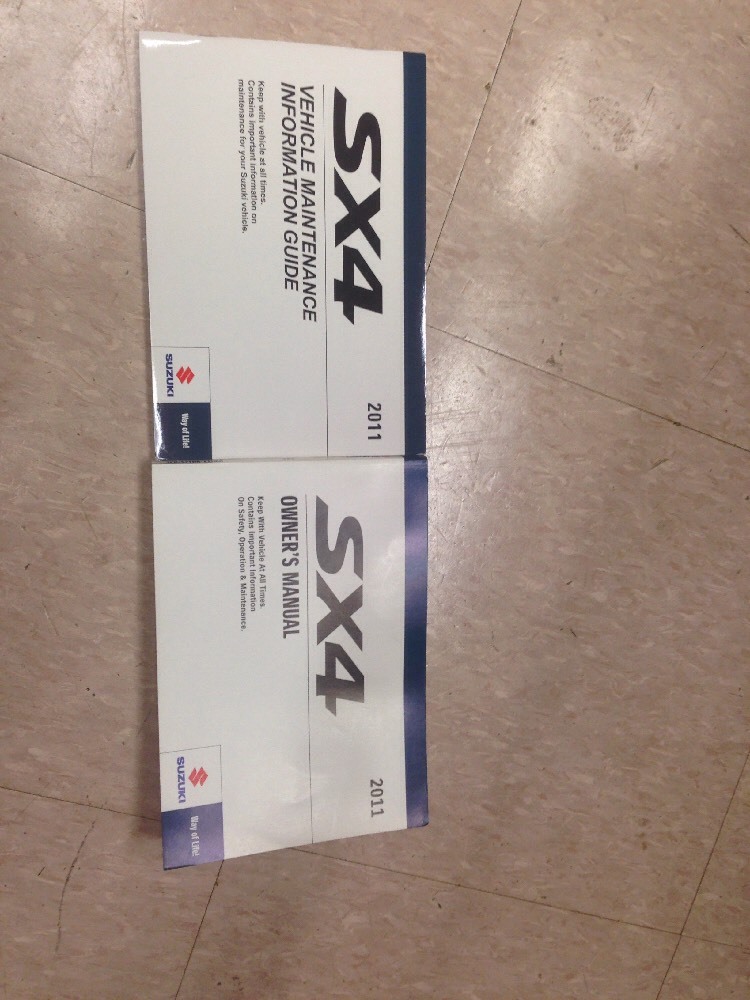 SX4
VEHICLE MAINTENANCE
INFORMATION GUIDE
Keep with vehicle at all times.
Contains important information on
maintenance for your Suzuki vehicle.
2011
SUZUKI
Way of Life!
SX4
OWNER'S MANUAL
Keep With Vehicle At All Times.
Contains Important Information
On Safety, Operation & Maintenance.
2011
SUZUKI
Way of Life!